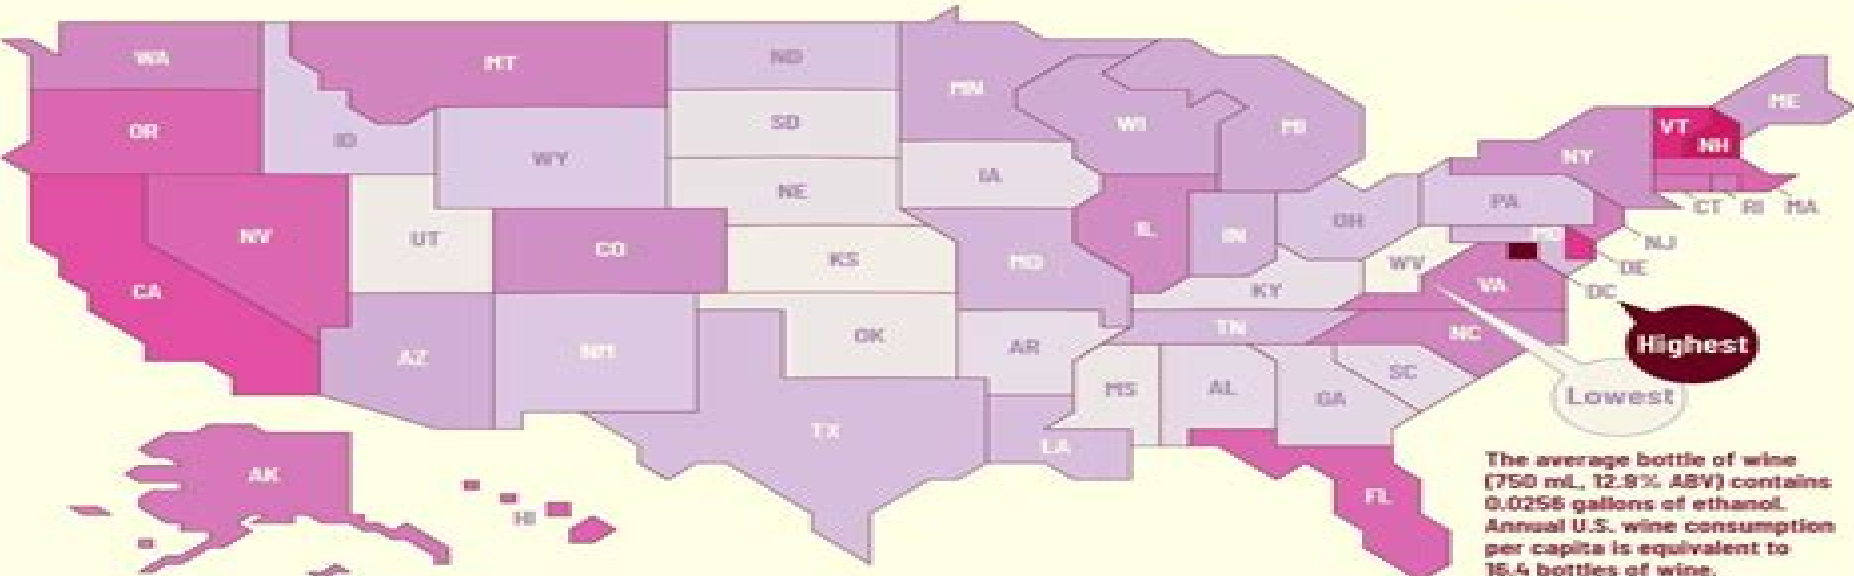 WA
MT
ND
MN
ME
OR
ID
SD
WI
MI
VT
NH
NY
WY
NE
IA
PA
CT RI MA
NV
UT
CO
KS
MO
IL
IN
OH
WV
NJ
DE
DC
CA
KY
VA
AZ
NM
OK
AR
TN
NC
Highest
MS
AL
GA
SC
Lowest
TX
LA
AK
HI
FL
The average bottle of wine
(750 mL, 12.9% ABV) contains
0.0256 gallons of ethanol.
Annual U.S. wine consumption
per capita is equivalent to
16.4 bottles of wine.